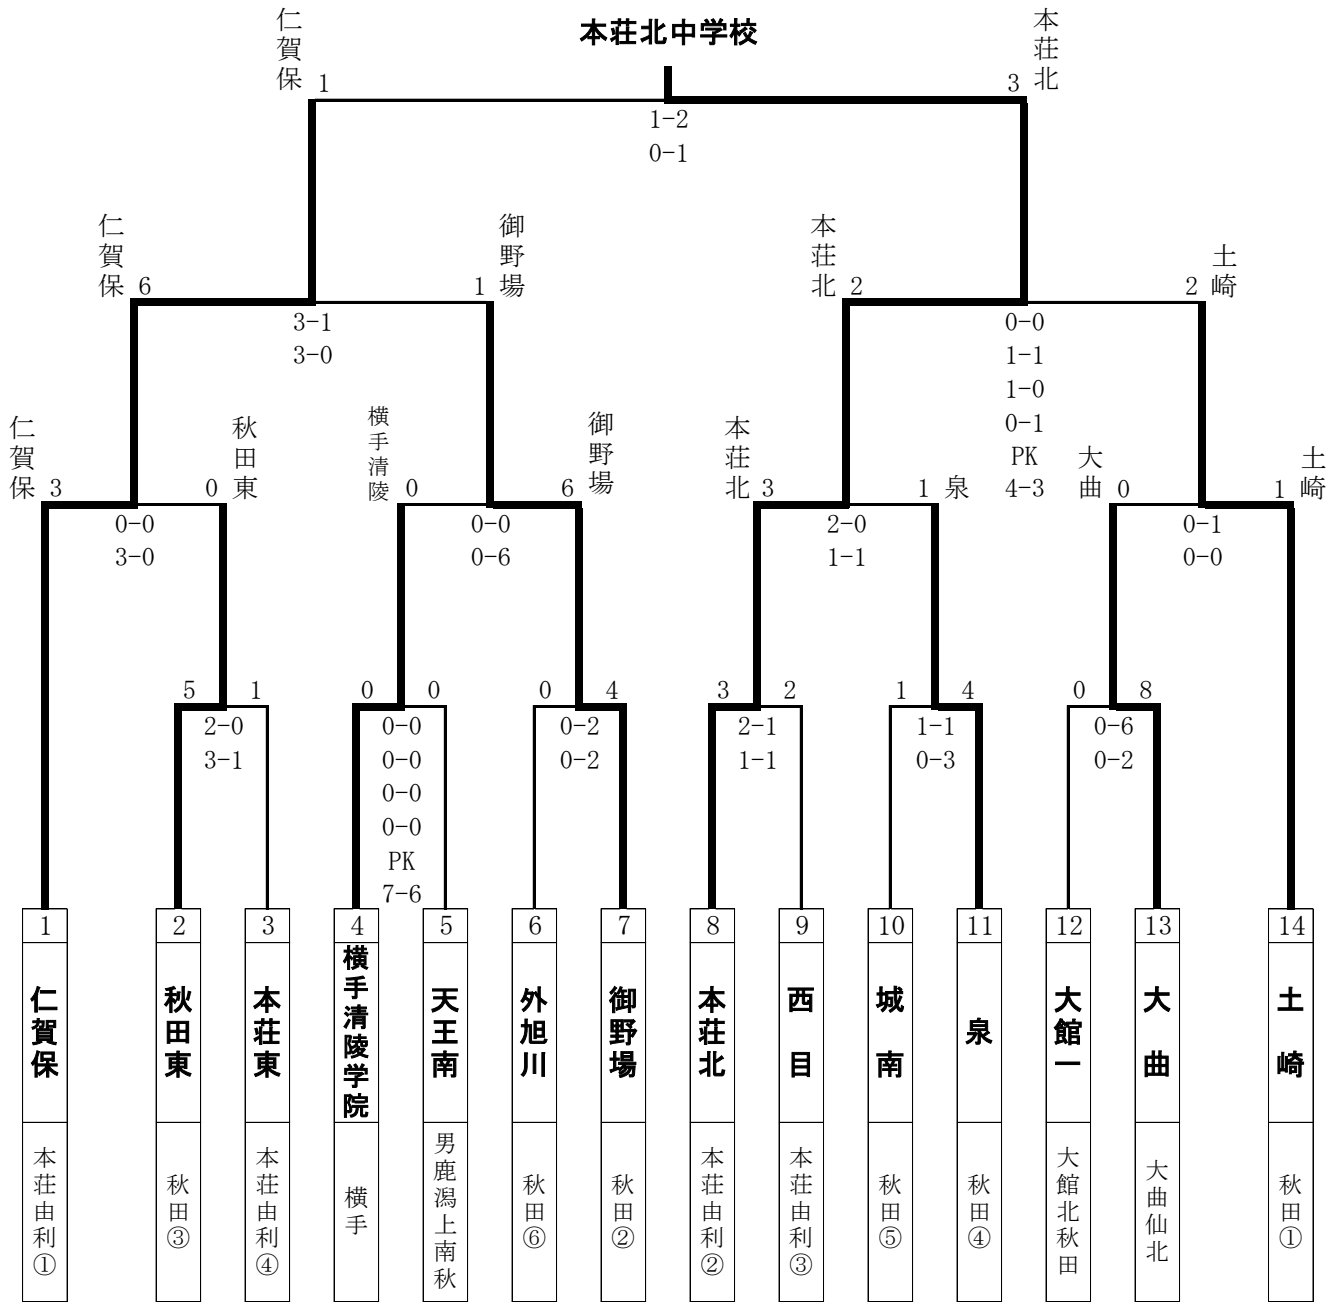 本荘北中学校
仁賀保
1
3
本荘北
1-2
0-1
仁賀保
6
1
御野場
本荘北
2
2
土崎
3-1
3-0
0-0
1-1
1-0
0-1
PK
4-3
仁賀保
3
0
秋田東
横手清陵
0
6
御野場
本荘北
3
1
泉
大曲
0
1
土崎
0-0
3-0
0-0
0-6
2-0
1-1
0-1
0-0
5
1
0
0
0
4
3
2
1
4
0
8
2-0
3-1
0-0
0-0
0-0
0-0
PK
7-6
0-2
0-2
2-1
1-1
1-1
0-3
0-6
0-2
1
2
3
4
5
6
7
8
9
10
11
12
13
14
仁賀保
秋田東
本荘東
横手清陵学院
天王南
外旭川
御野場
本荘北
西目
城南
泉
大館一
大曲
土崎
本荘由利①
秋田③
本荘由利④
横手
男鹿潟上南秋
秋田⑥
秋田②
本荘由利②
本荘由利③
秋田⑤
秋田④
大館北秋田
大曲仙北
秋田①